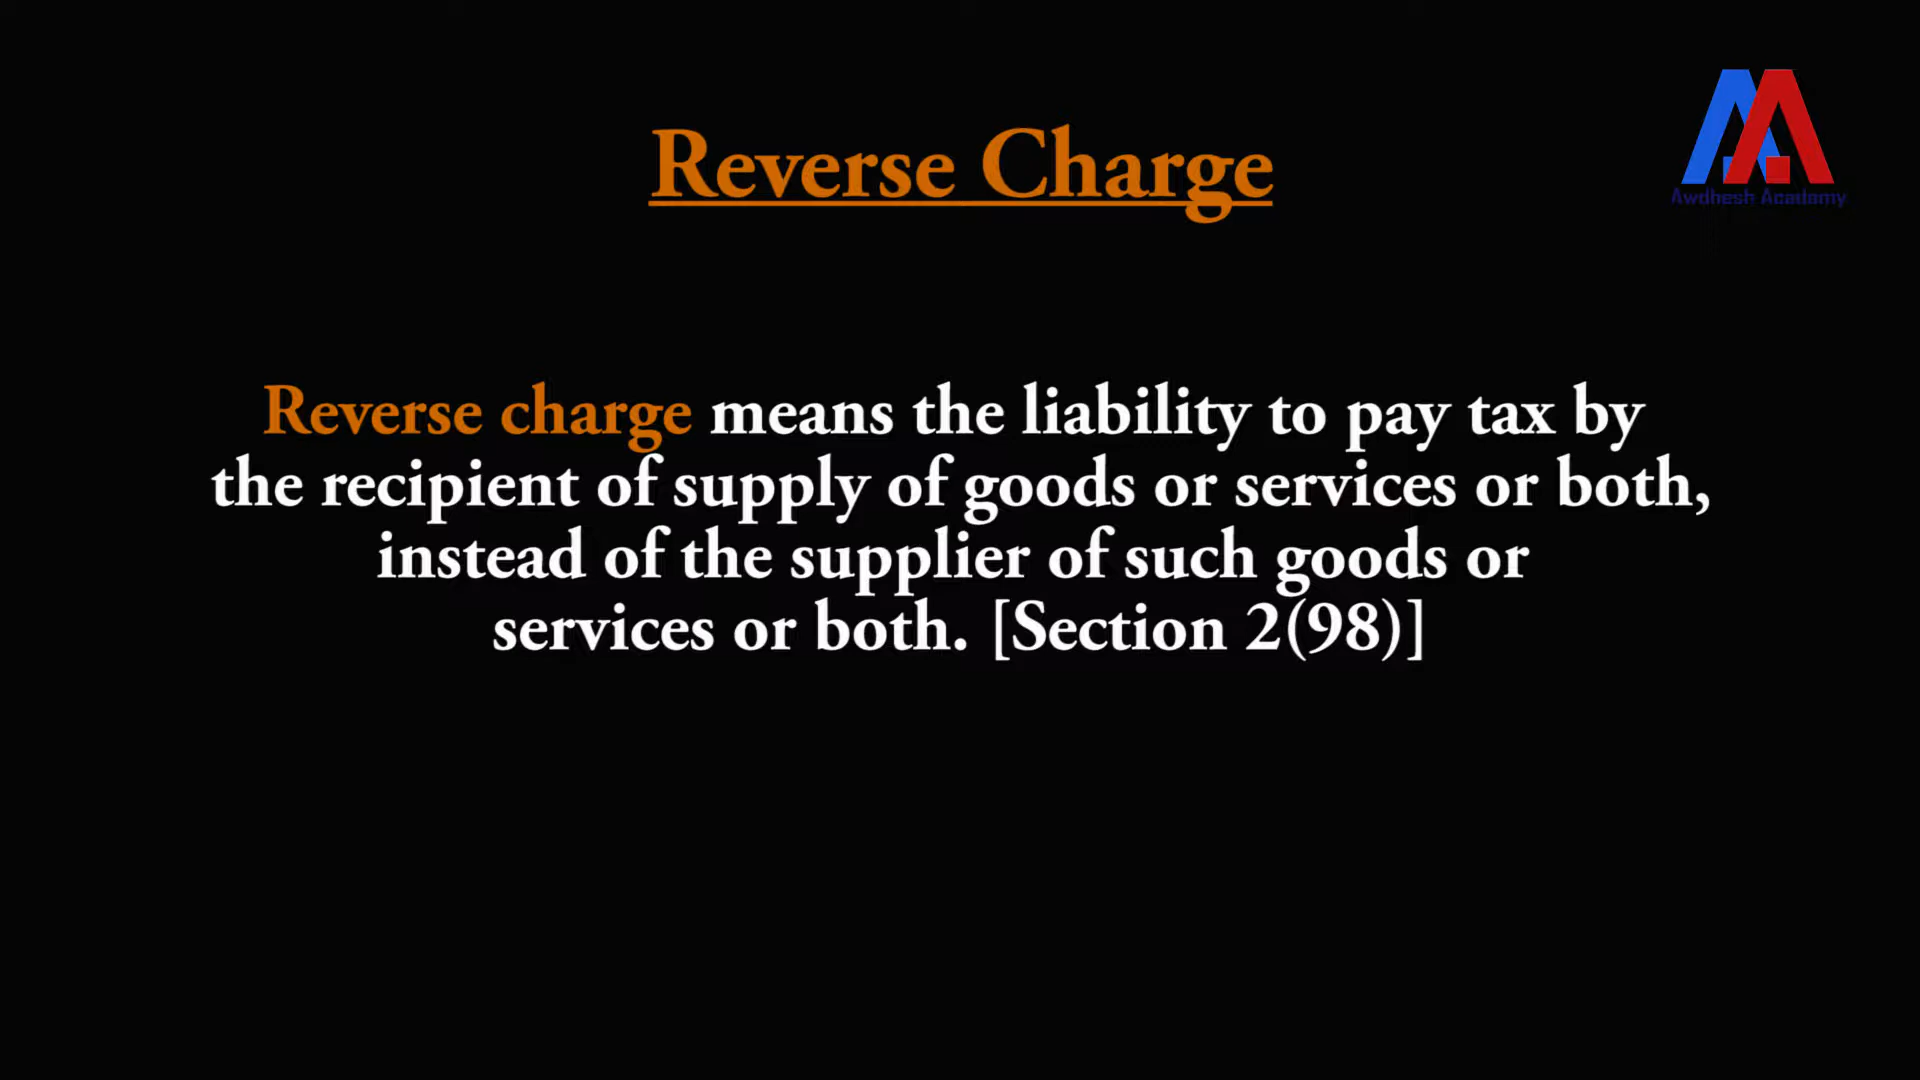 Reverse Charge
Awdhesh Academy
Reverse charge means the liability to pay tax by
the recipient of supply of goods or services or both,
instead of the supplier of such goods or
services or both. [Section 2(98)]